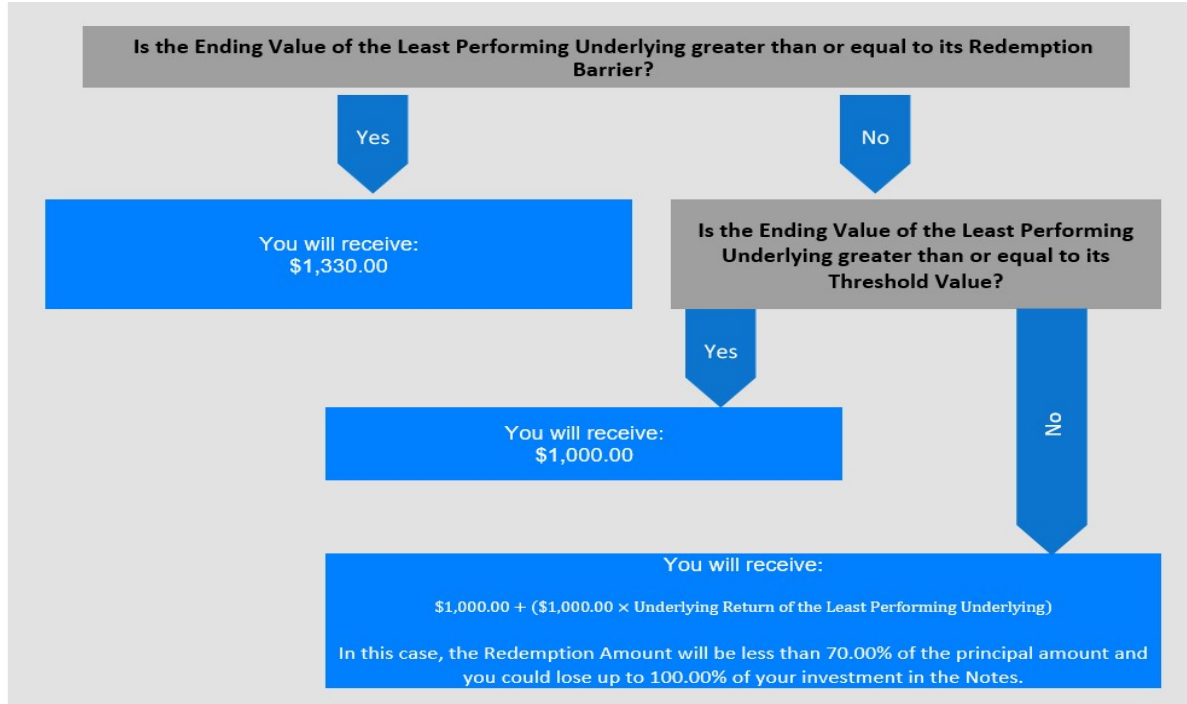 Is the Ending Value of the Least Performing Underlying greater than or equal to its Redemption
Barrier?
Yes
No
You will receive:
$1,330.00
Is the Ending Value of the Least Performing
Underlying greater than or equal to its
Threshold Value?
Yes
No
You will receive:
$1,000.00
You will receive:
$1,000.00 + ($1,000.00 × Underlying Return of the Least Performing Underlying)
In this case, the Redemption Amount will be less than 70.00% of the principal amount and
you could lose up to 100.00% of your investment in the Notes.